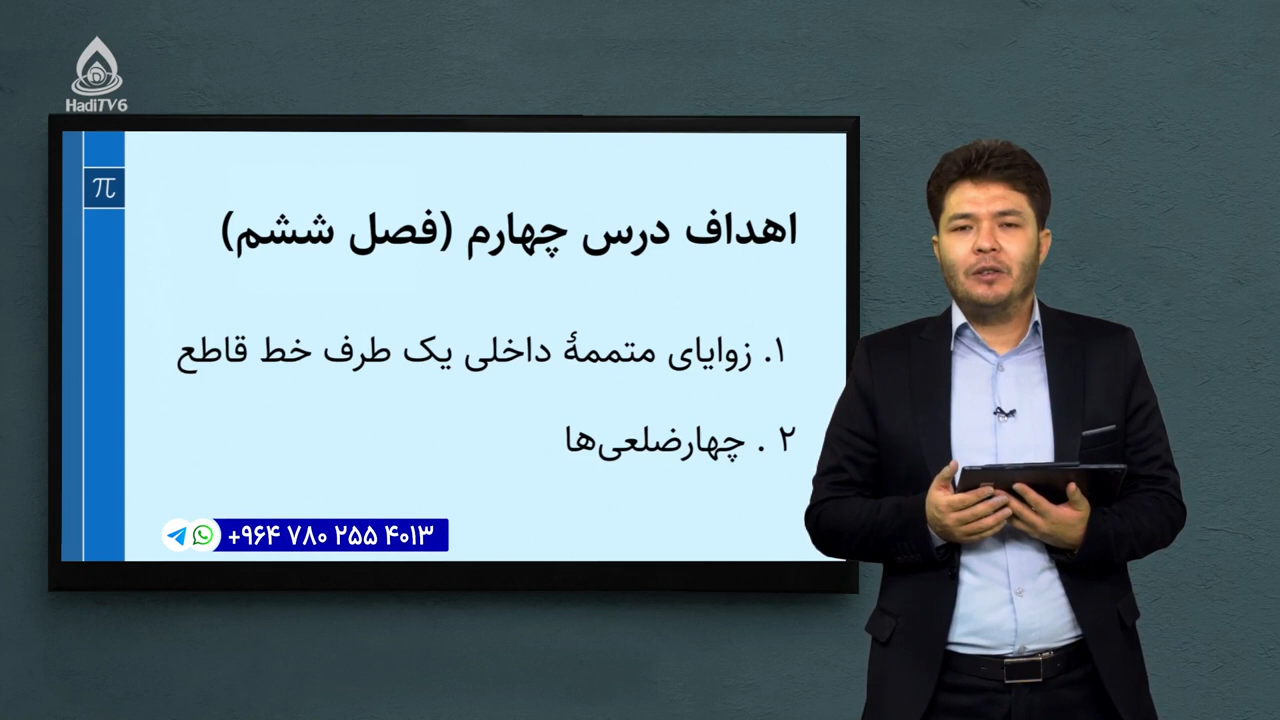 HadiTV6
π
اهداف درس چهارم (فصل ششم)
۱. زوایای متممهٔ داخلی یک طرف خط قاطع
۲ . چهارضلعی‌ها
+۹۶۴ ۷۸۰ ۲۵۵ ۴۰۱۳